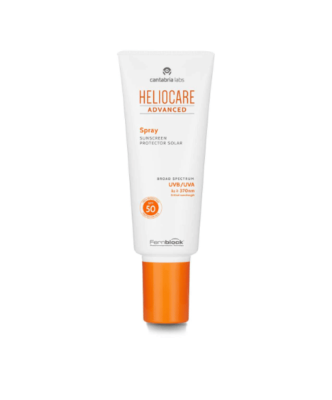 cantabria labs
HELIOCARE
ADVANCED
Spray
SUNSCREEN
PROTECTOR SOLAR
BROAD SPECTRUM
UVB/UVA
SPF
50
Fernblock